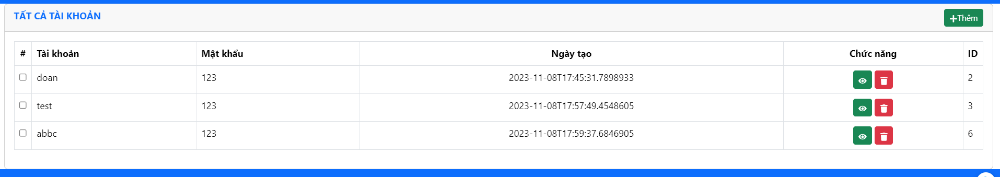 TẤT CẢ TÀI KHOẢN
Thêm
# Tài khoản Mật khẩu Ngày tạo Chức năng ID
doan 123 2023-11-08T17:45:31.7898933 2
test 123 2023-11-08T17:57:49.4548605 3
abbc 123 2023-11-08T17:59:37.6846905 6